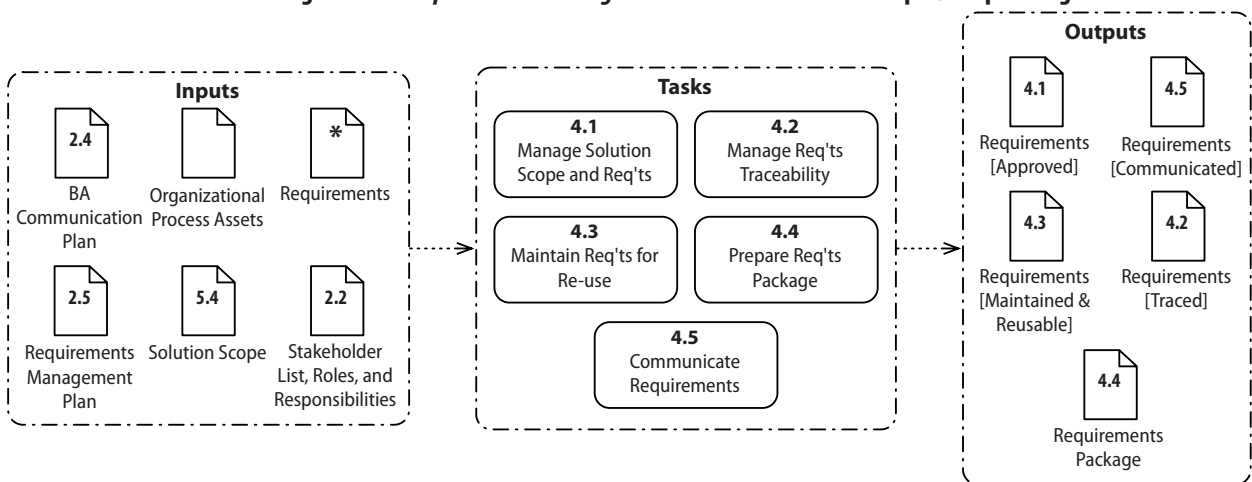 Inputs
2.4
BA
Communication
Plan
Organizational
Process Assets
*
Requirements
2.5
Requirements
Management
Plan
5.4
Solution Scope
2.2
Stakeholder
List, Roles, and
Responsibilities
Tasks
4.1
Manage Solution
Scope and Req'ts
4.2
Manage Req'ts
Traceability
4.3
Maintain Req'ts for
Re-use
4.4
Prepare Req'ts
Package
4.5
Communicate
Requirements
Outputs
4.1
Requirements
[Approved]
4.5
Requirements
[Communicated]
4.3
Requirements
[Maintained &
Reusable]
4.2
Requirements
[Traced]
4.4
Requirements
Package